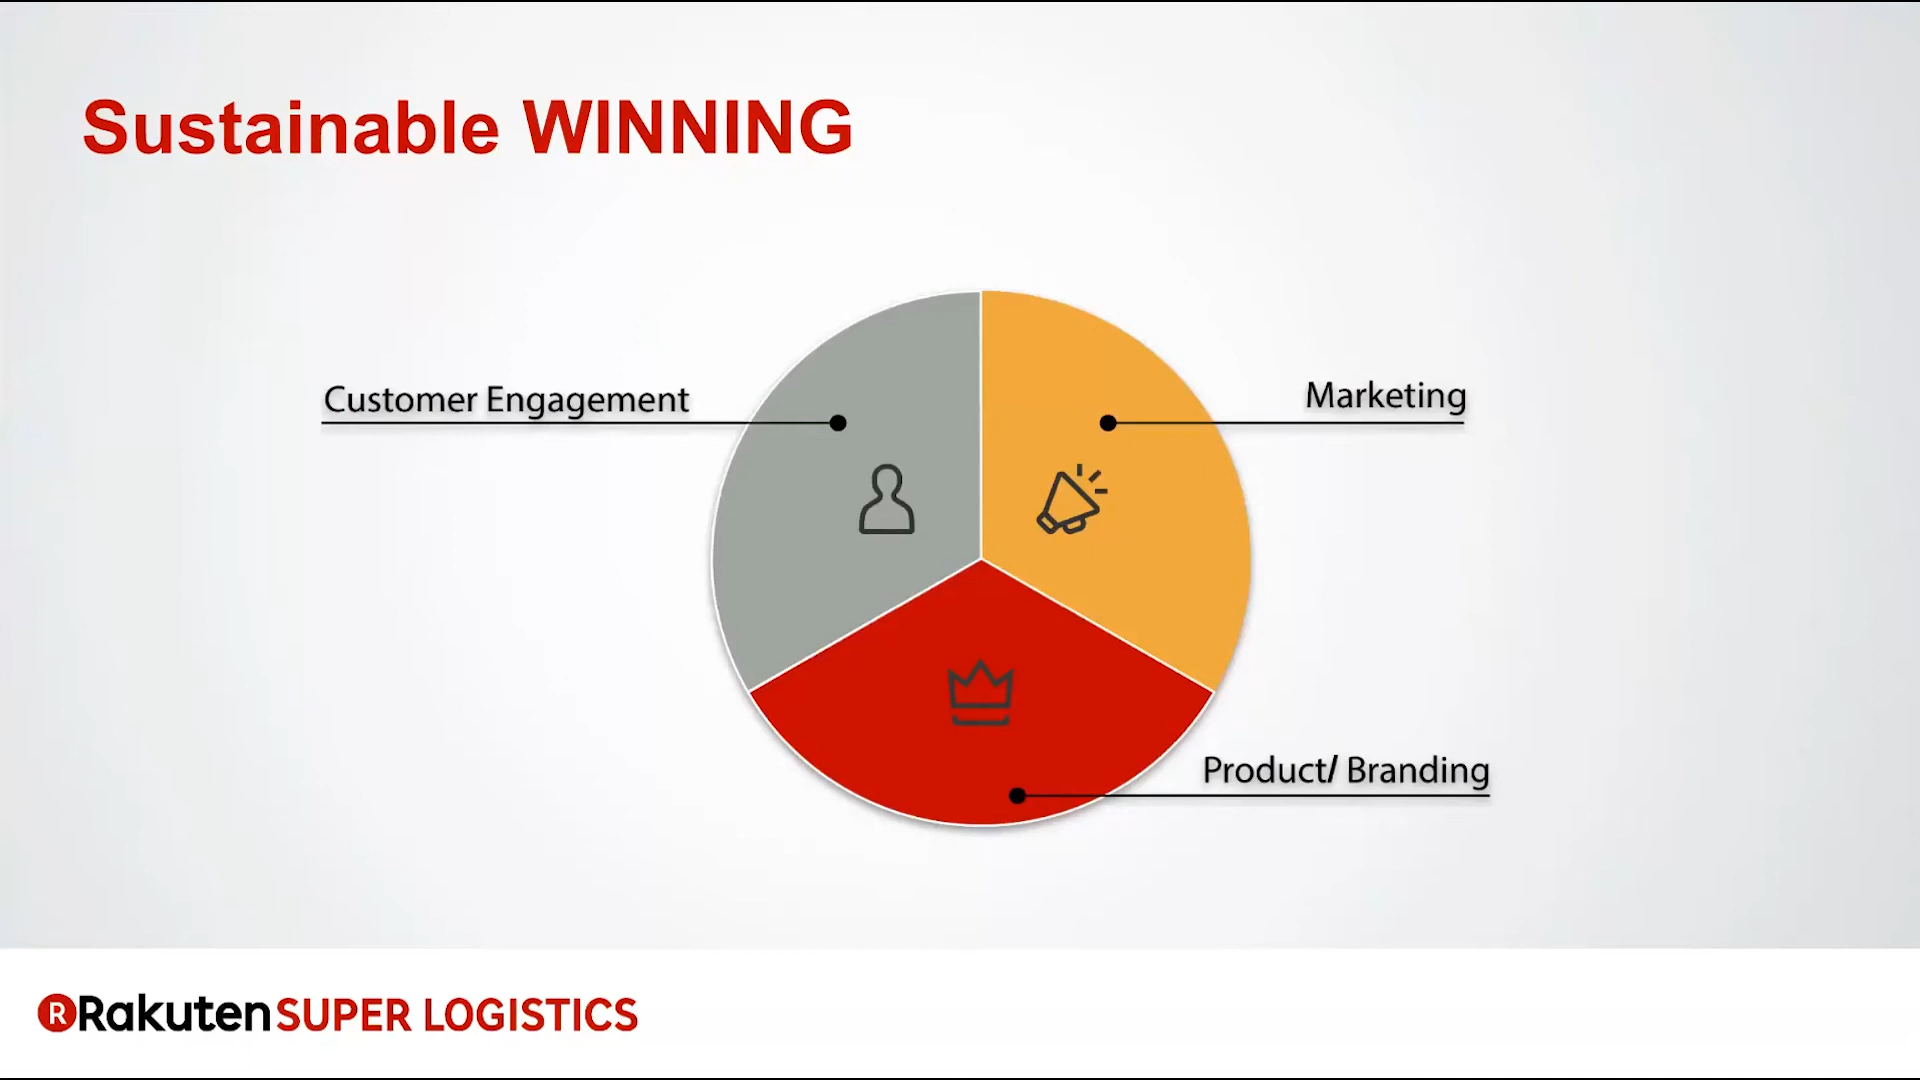 Sustainable WINNING
Customer Engagement
Marketing
Product/ Branding
R Rakuten SUPER LOGISTICS